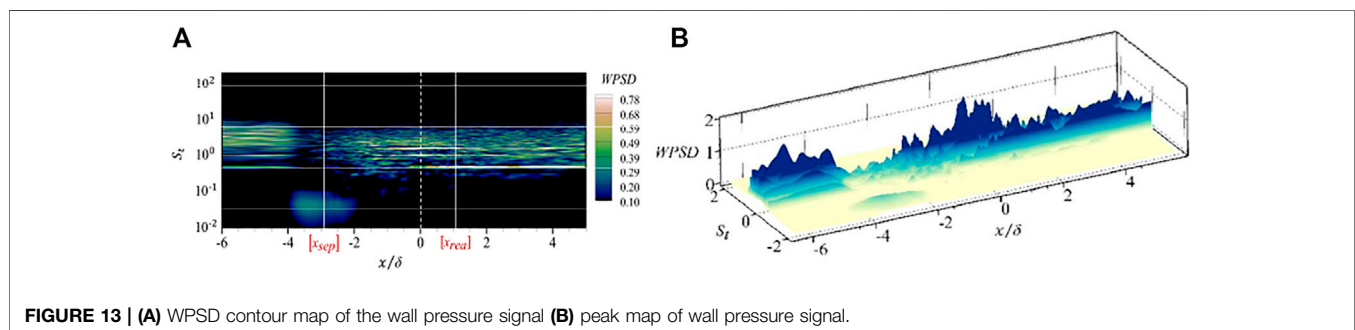 A
B
WPSD
10²
10¹
10⁰
10⁻¹
10⁻²
Sₜ
0.78
0.68
0.59
0.49
0.39
0.29
0.20
0.10
-6 -4 [xsep] -2 0 [xrea] 2 4
x/δ
2
1
0
WPSD
2
0
-2
Sₜ
-6 -4 -2 0 2 4
x/δ
FIGURE 13 | (A) WPSD contour map of the wall pressure signal (B) peak map of wall pressure signal.